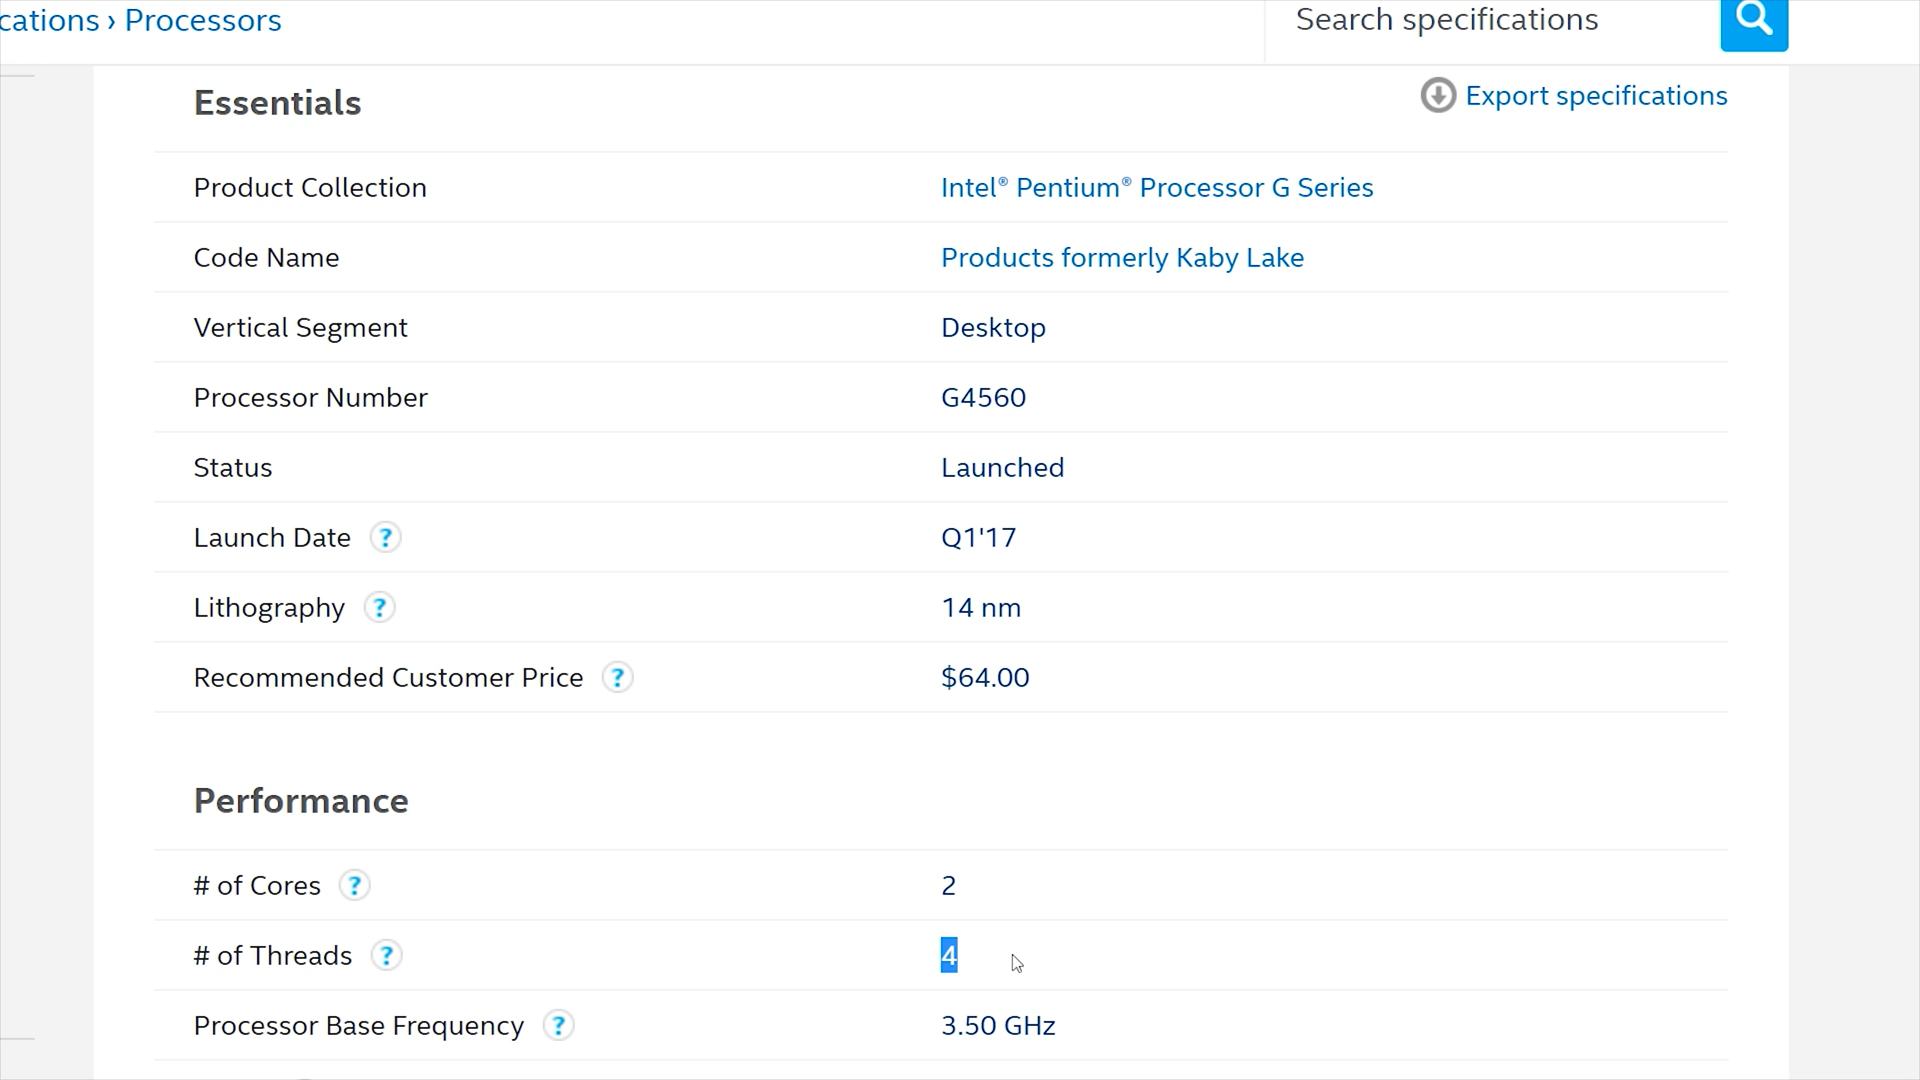 cations › Processors
Search specifications
Essentials
Export specifications
Product Collection
Intel® Pentium® Processor G Series
Code Name
Products formerly Kaby Lake
Vertical Segment
Desktop
Processor Number
G4560
Status
Launched
Launch Date ?
Q1'17
Lithography ?
14 nm
Recommended Customer Price ?
$64.00
Performance
# of Cores ?
2
# of Threads ?
4
Processor Base Frequency ?
3.50 GHz